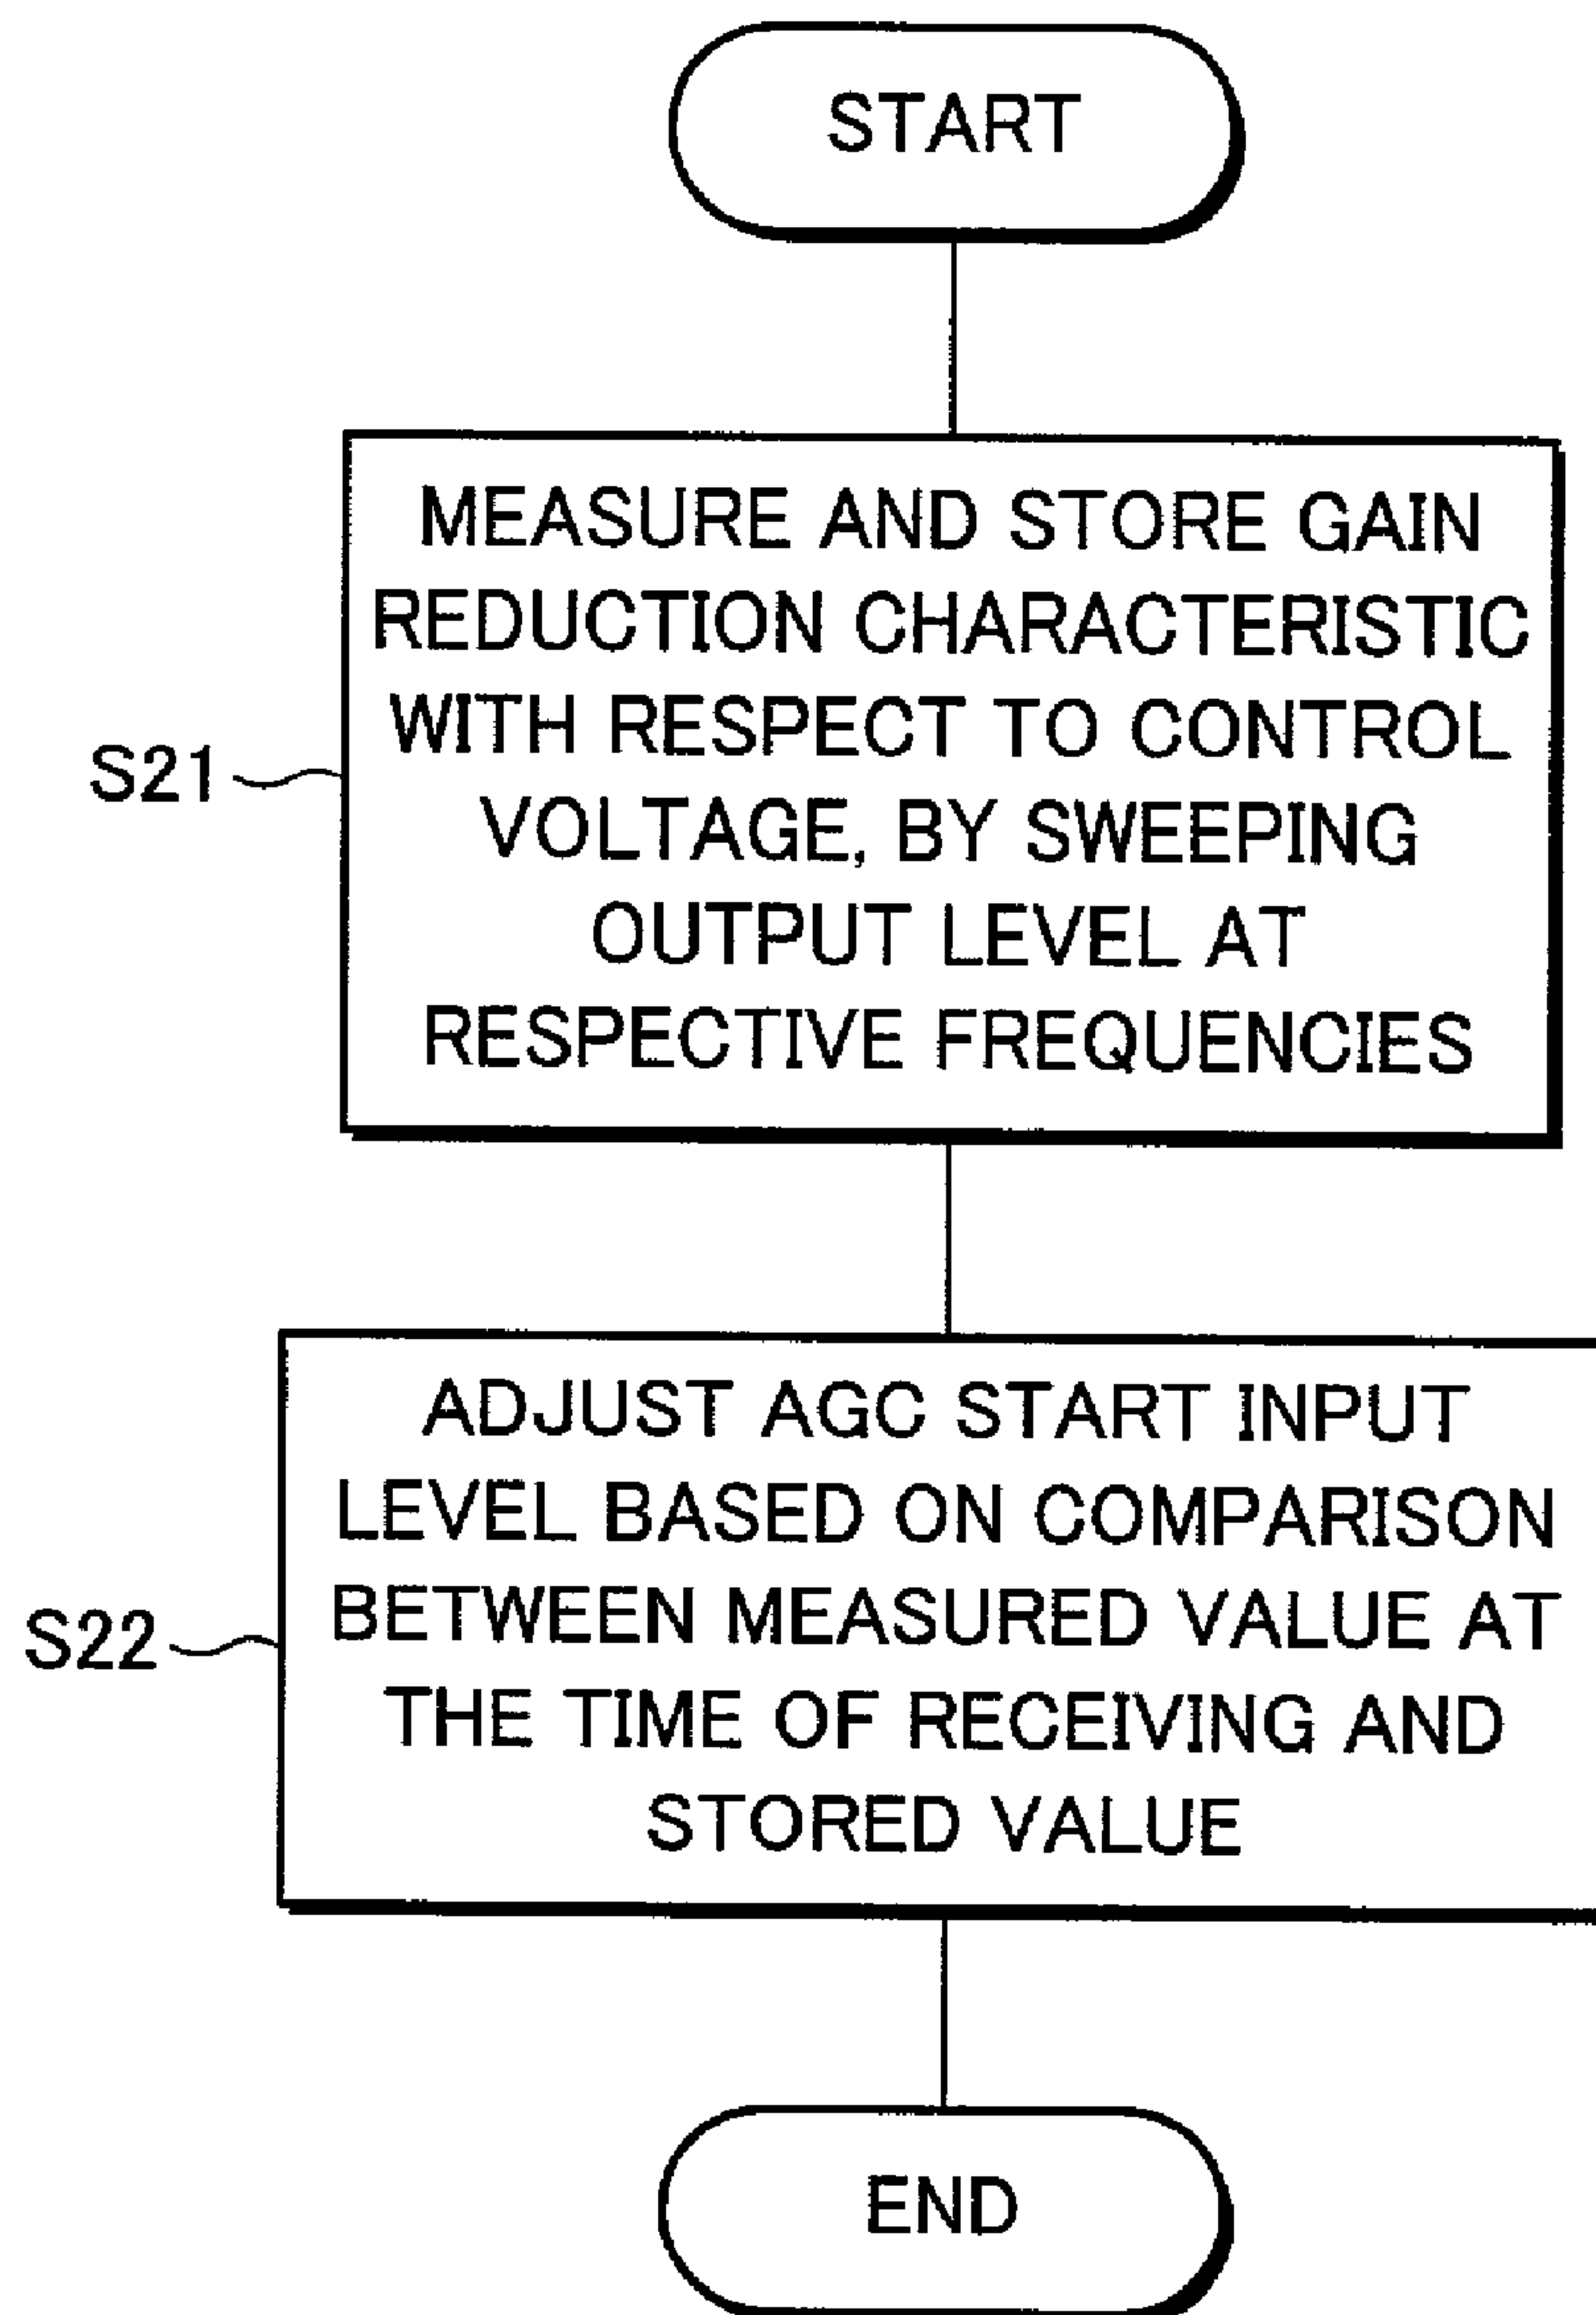 START
MEASURE AND STORE GAIN
REDUCTION CHARACTERISTIC
WITH RESPECT TO CONTROL
S21
VOLTAGE, BY SWEEPING
OUTPUT LEVEL AT
RESPECTIVE FREQUENCIES
ADJUST AGC START INPUT
LEVEL BASED ON COMPARISON
BETWEEN MEASURED VALUE AT
S22
THE TIME OF RECEIVING AND
STORED VALUE
END